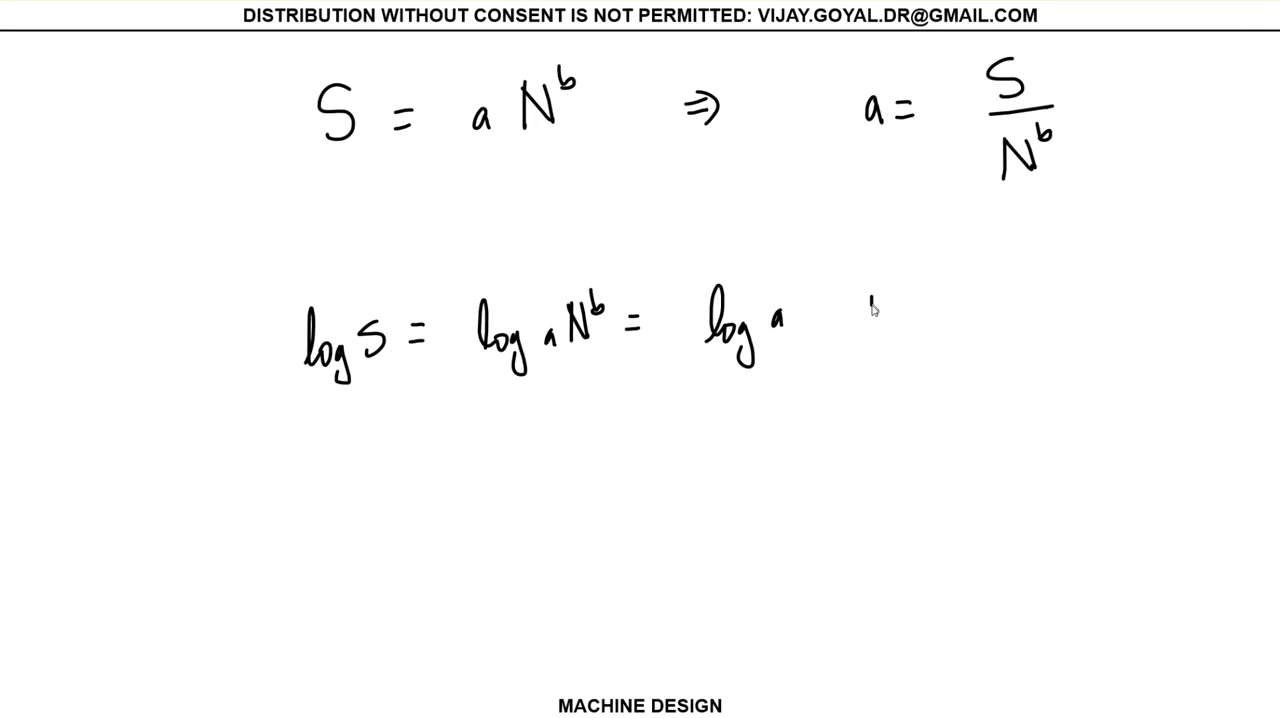 DISTRIBUTION WITHOUT CONSENT IS NOT PERMITTED: VIJAY.GOYAL.DR@GMAIL.COM
S = a N^b ⇒ a = S / N^b
log S = log a N^b = log a
MACHINE DESIGN